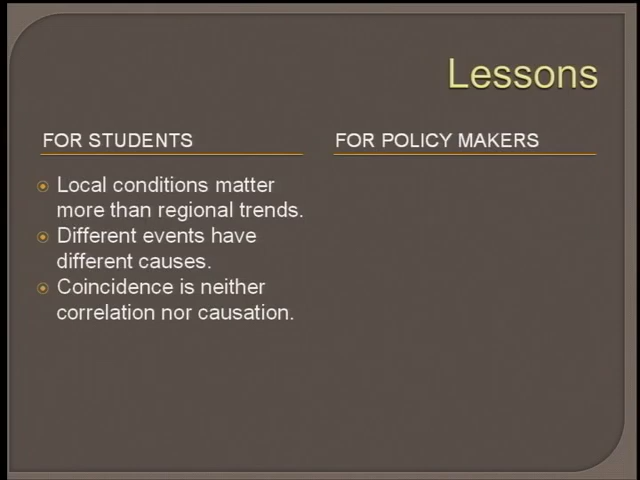 Lessons
FOR STUDENTS
FOR POLICY MAKERS
Local conditions matter
more than regional trends.
Different events have
different causes.
Coincidence is neither
correlation nor causation.